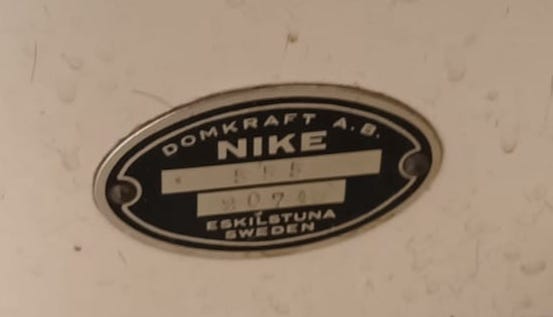 DOMKRAFT A.B.
NIKE
ESKILSTUNA
SWEDEN